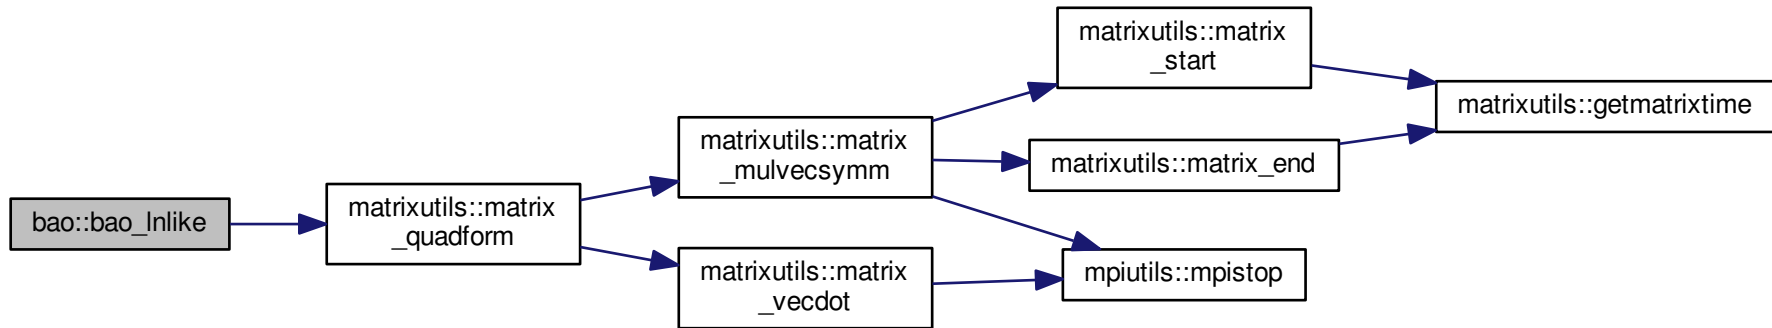 bao::bao_lnlike
matrixutils::matrix
_quadform
matrixutils::matrix
_mulvecsymm
matrixutils::matrix
_vecdot
matrixutils::matrix
_start
matrixutils::matrix_end
mpiutils::mpistop
matrixutils::getmatrixtime